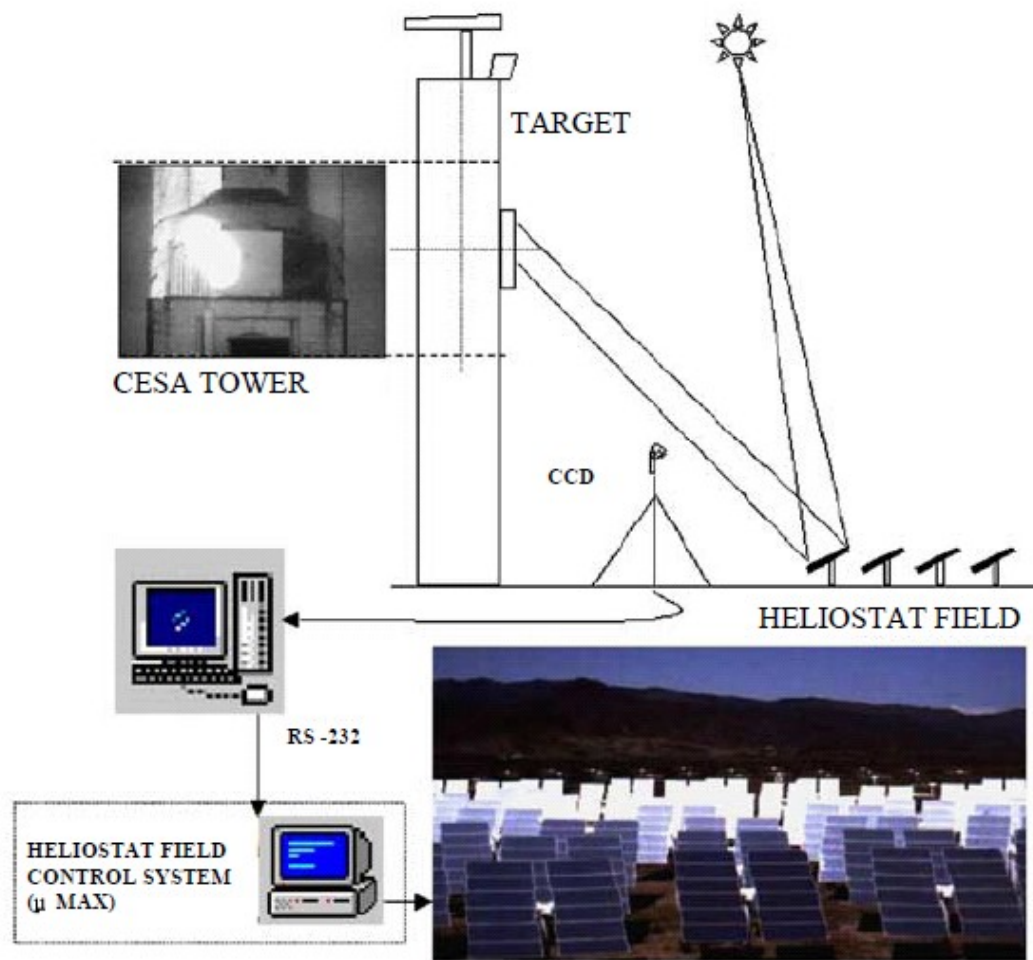 TARGET
CESA TOWER
CCD
HELIOSTAT FIELD
RS -232
HELIOSTAT FIELD
CONTROL SYSTEM
(μ MAX)